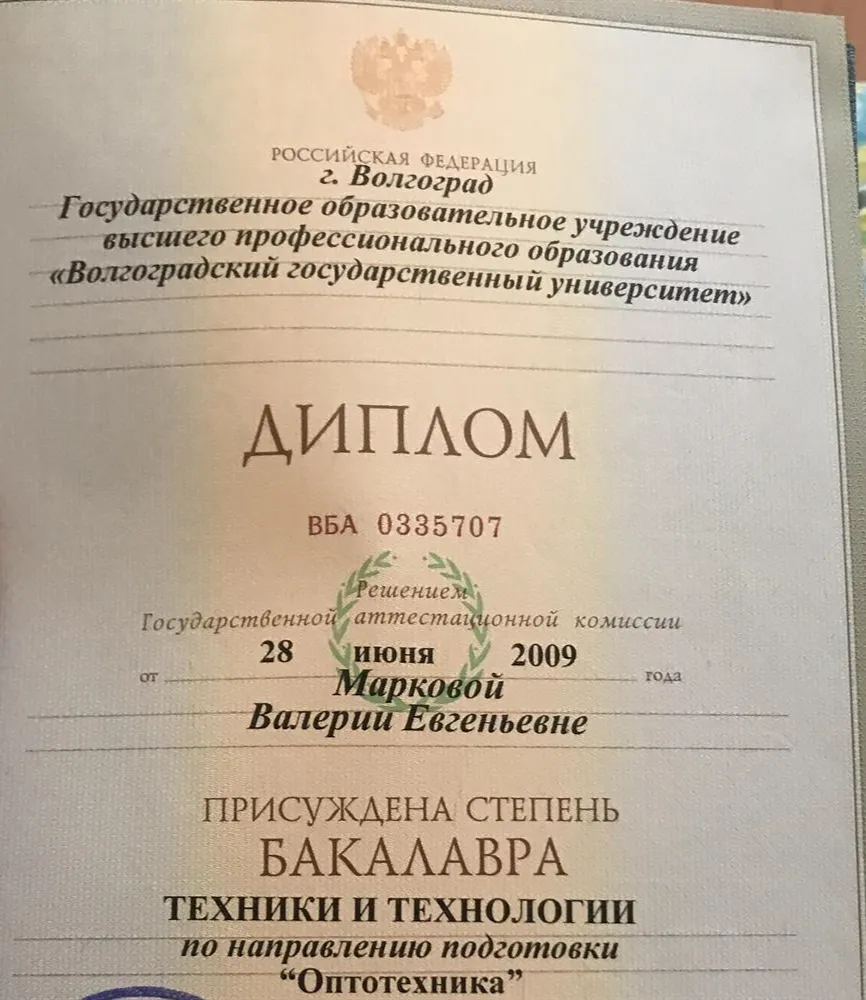 РОССИЙСКАЯ ФЕДЕРАЦИЯ
г. Волгоград
Государственное образовательное учреждение
высшего профессионального образования
«Волгоградский государственный университет»
ДИПЛОМ
ВБА 0335707
Решением
Государственной аттестационной комиссии
от 28 июня 2009 года
Марковой
Валерии Евгеньевне
ПРИСУЖДЕНА СТЕПЕНЬ
БАКАЛАВРА
ТЕХНИКИ И ТЕХНОЛОГИИ
по направлению подготовки
“Оптотехника”